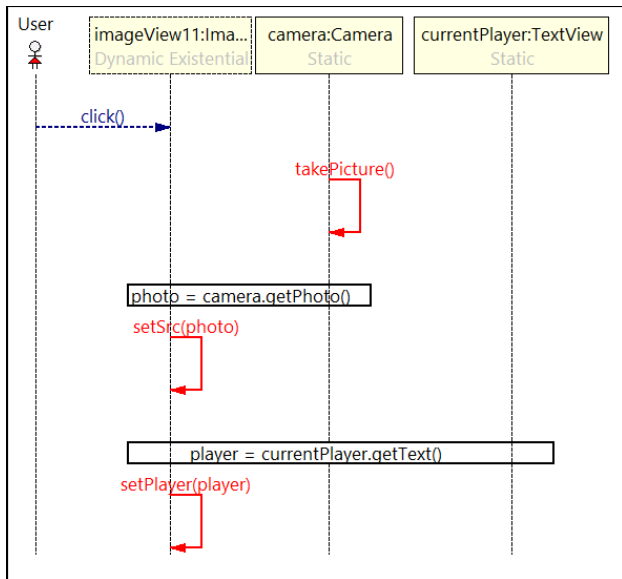 User
imageView11:Ima...
Dynamic Existential
camera:Camera
Static
currentPlayer:TextView
Static
click()
takePicture()
photo = camera.getPhoto()
setSrc(photo)
player = currentPlayer.getText()
setPlayer(player)